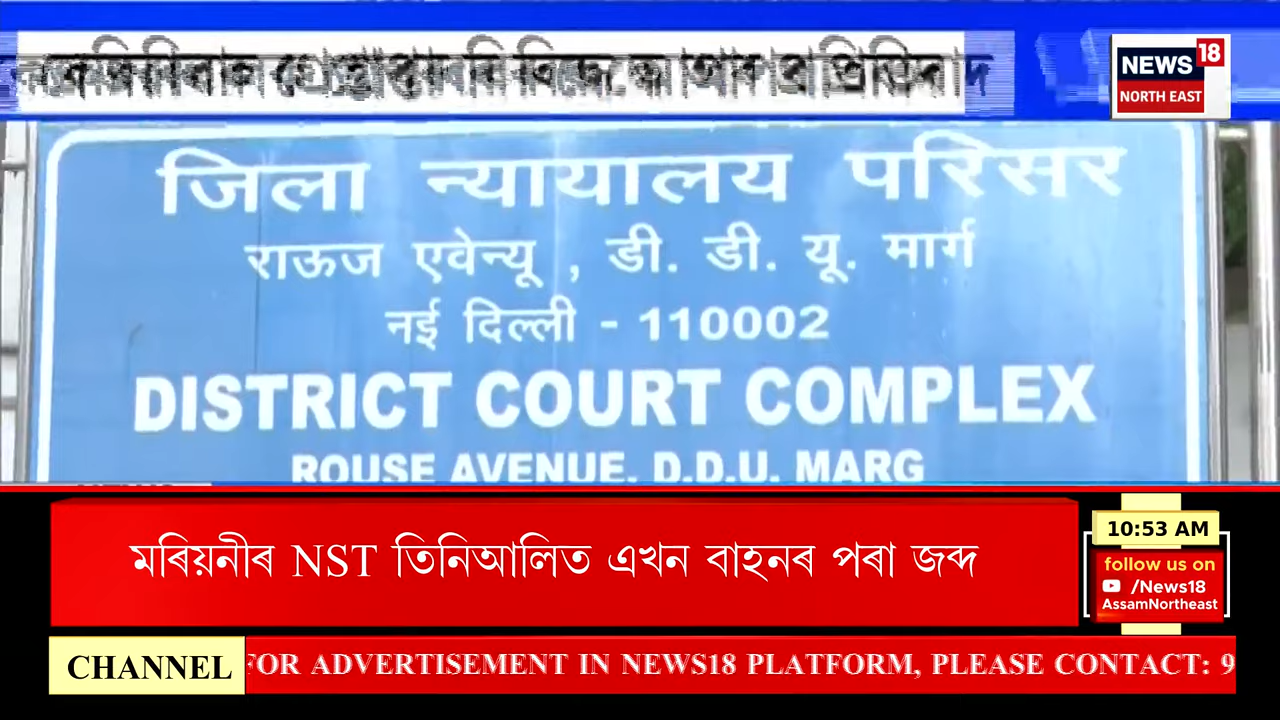 NEWS 18
NORTH EAST
जिला न्यायालय परिसर
राऊज एवेन्यू , डी. डी. यू. मार्ग
नई दिल्ली - 110002
DISTRICT COURT COMPLEX
ROUSE AVENUE, D.D.U. MARG
মৰিয়নীৰ NST তিনিআলিত এখন বাহনৰ পৰা জব্দ
10:53 AM
follow us on
/News18
AssamNortheast
CHANNEL FOR ADVERTISEMENT IN NEWS18 PLATFORM, PLEASE CONTACT: 9